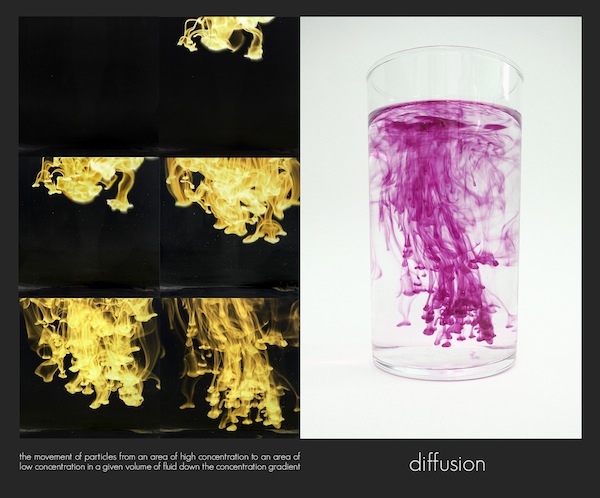 the movement of particles from an area of high concentration to an area of
low concentration in a given volume of fluid down the concentration gradient
diffusion